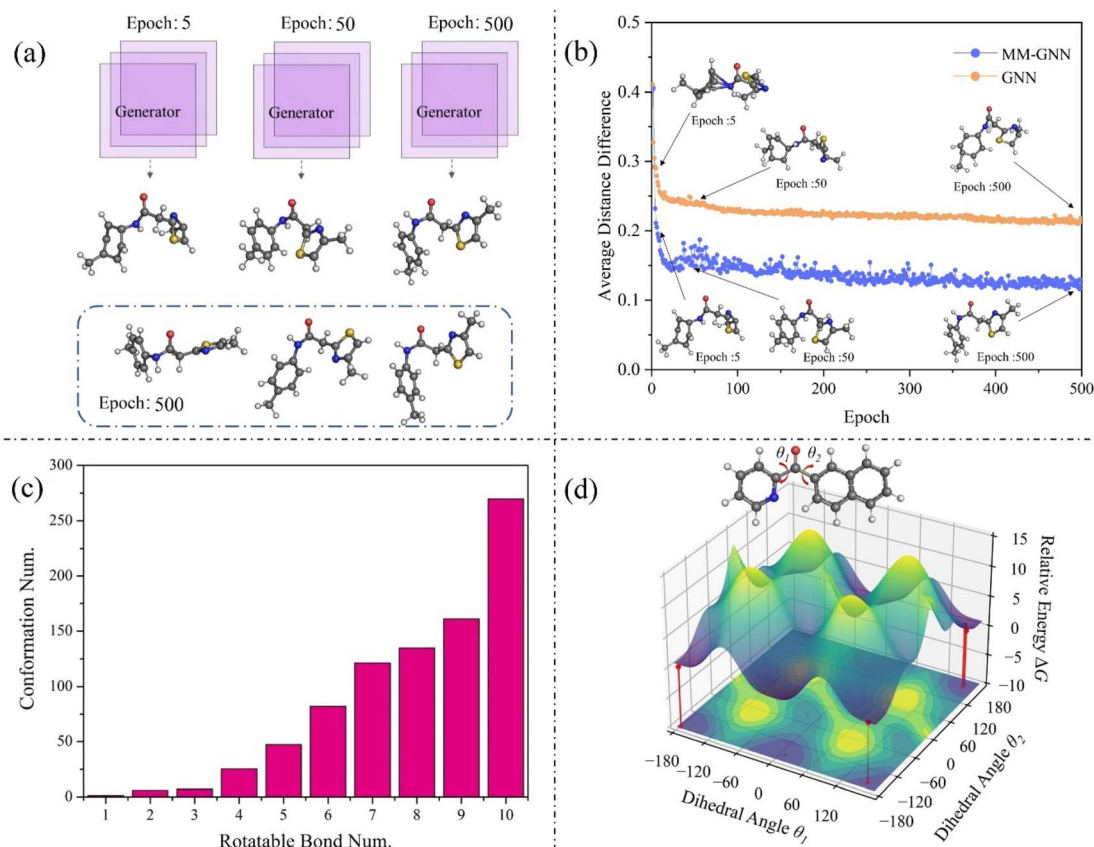 (a)
Epoch: 5
Epoch: 50
Epoch: 500
Generator
Generator
Generator
Epoch: 500
(b)
Average Distance Difference
0.5
0.4
0.3
0.2
0.1
0.0
MM-GNN
GNN
Epoch :5
Epoch :50
Epoch :500
Epoch :5
Epoch :50
Epoch :500
0 100 200 300 400 500
Epoch
(c)
Conformation Num.
300
250
200
150
100
50
0
1 2 3 4 5 6 7 8 9 10
Rotatable Bond Num.
(d)
θ1 θ2
15
10
5
0
−5
−10
Relative Energy ΔG
−180
−120
−60
0
60
120
Dihedral Angle θ1
180
120
60
0
−60
−120
−180
Dihedral Angle θ2